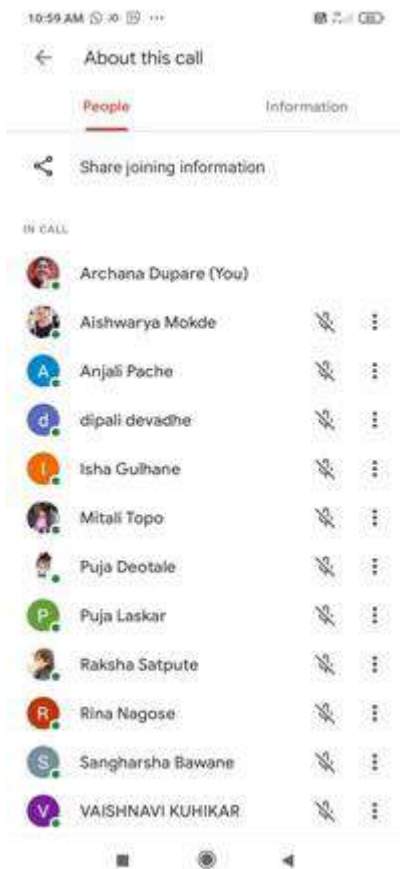 10:59 AM
About this call
People
Information
Share joining information
IN CALL
Archana Dupare (You)
Aishwarya Mokde
A Anjali Pache
d dipali devadhe
I Isha Gulhane
Mitali Topo
Puja Deotale
P Puja Laskar
Raksha Satpute
R Rina Nagose
S Sangharsha Bawane
V VAISHNAVI KUHIKAR